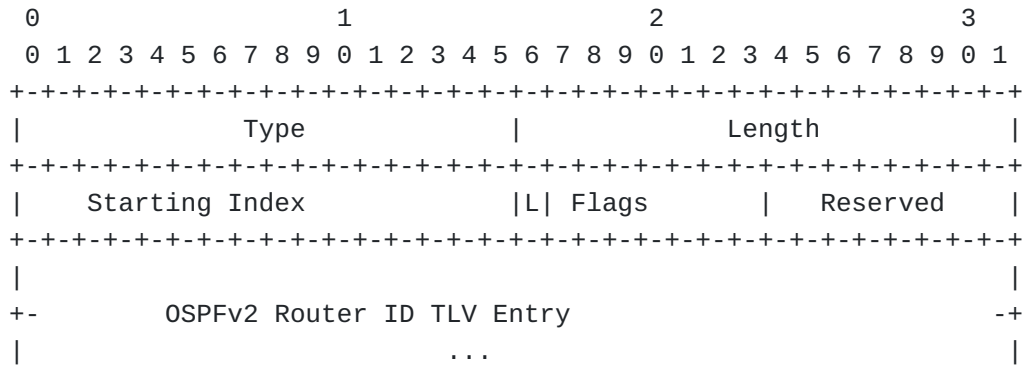 0                   1                   2                   3
 0 1 2 3 4 5 6 7 8 9 0 1 2 3 4 5 6 7 8 9 0 1 2 3 4 5 6 7 8 9 0 1
+-+-+-+-+-+-+-+-+-+-+-+-+-+-+-+-+-+-+-+-+-+-+-+-+-+-+-+-+-+-+-+-+
|              Type             |             Length            |
+-+-+-+-+-+-+-+-+-+-+-+-+-+-+-+-+-+-+-+-+-+-+-+-+-+-+-+-+-+-+-+-+
|    Starting Index             |L| Flags       |   Reserved    |
+-+-+-+-+-+-+-+-+-+-+-+-+-+-+-+-+-+-+-+-+-+-+-+-+-+-+-+-+-+-+-+-+
|                                                               |
+-        OSPFv2 Router ID TLV Entry                           -+
|                           ...                                 |